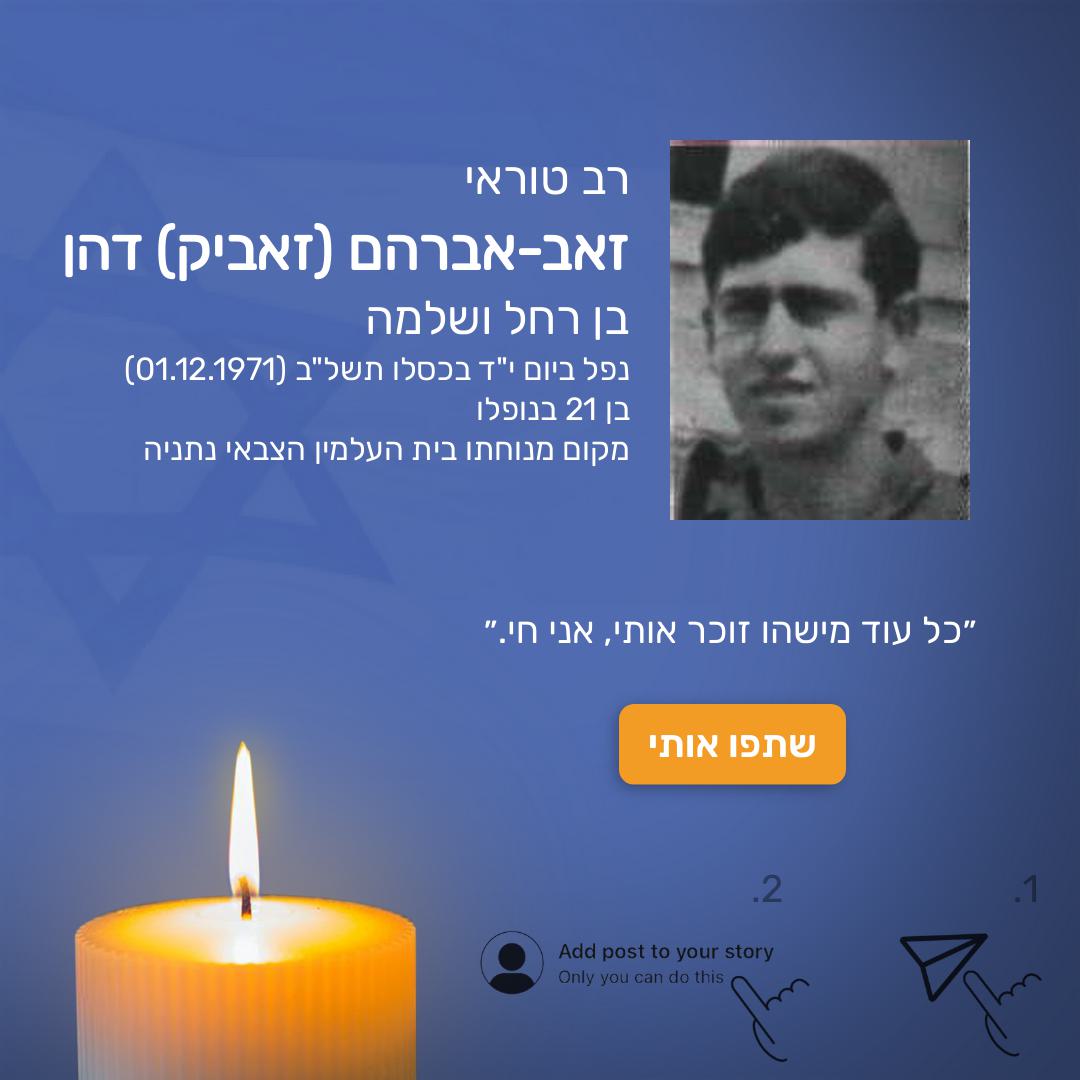 רב טוראי
זאב-אברהם (זאביק) דהן
בן רחל ושלמה
נפל ביום י"ד בכסלו תשל"ב (01.12.1971)
בן 21 בנופלו
מקום מנוחתו בית העלמין הצבאי נתניה
״כל עוד מישהו זוכר אותי, אני חי.״
שתפו אותי
1.
2.
Add post to your story
Only you can do this